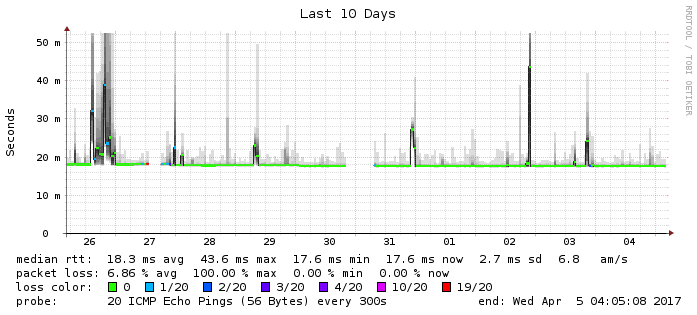 Last 10 Days
RRDTOOL / TOBI OETIKER
Seconds
50 m
40 m
30 m
20 m
10 m
0
26 27 28 29 30 31 01 02 03 04
median rtt: 18.3 ms avg 43.6 ms max 17.6 ms min 17.6 ms now 2.7 ms sd 6.8 am/s
packet loss: 6.86 % avg 100.00 % max 0.00 % min 0.00 % now
loss color: 0 1/20 2/20 3/20 4/20 10/20 19/20
probe: 20 ICMP Echo Pings (56 Bytes) every 300s end: Wed Apr 5 04:05:08 2017